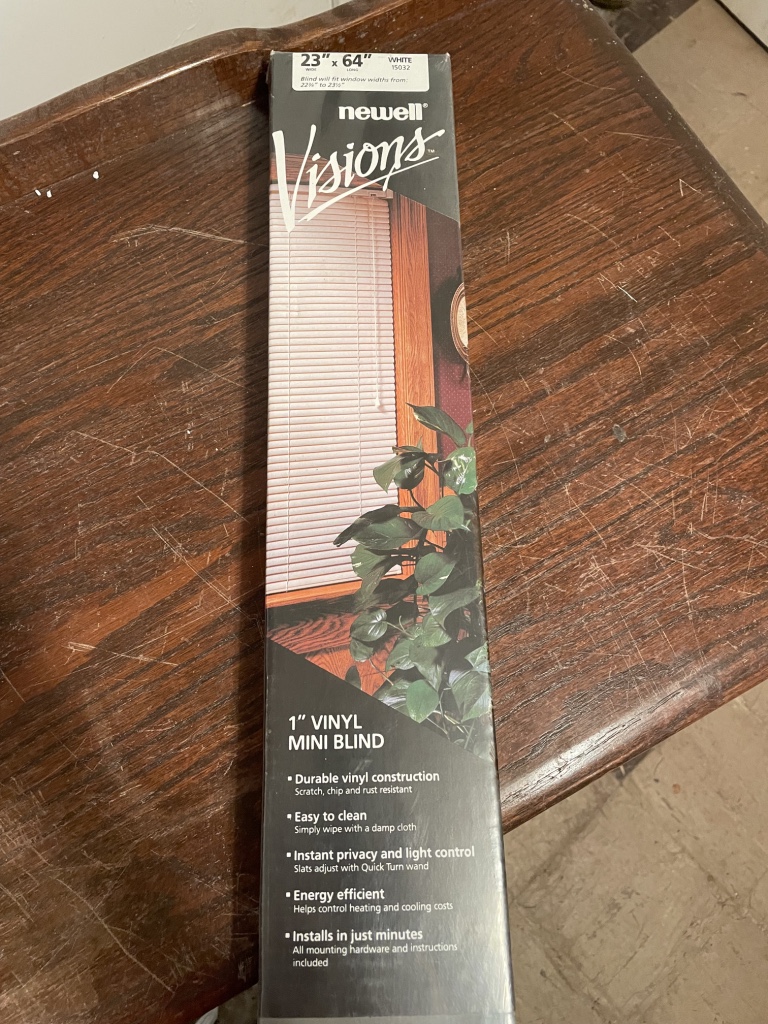 23" x 64" WHITE
WIDE LONG 15032
Blind will fit window widths from:
22¾" to 23½"
newell®
Visions™
1" VINYL
MINI BLIND
▪ Durable vinyl construction
Scratch, chip and rust resistant
▪ Easy to clean
Simply wipe with a damp cloth
▪ Instant privacy and light control
Slats adjust with Quick Turn wand
▪ Energy efficient
Helps control heating and cooling costs
▪ Installs in just minutes
All mounting hardware and instructions
included